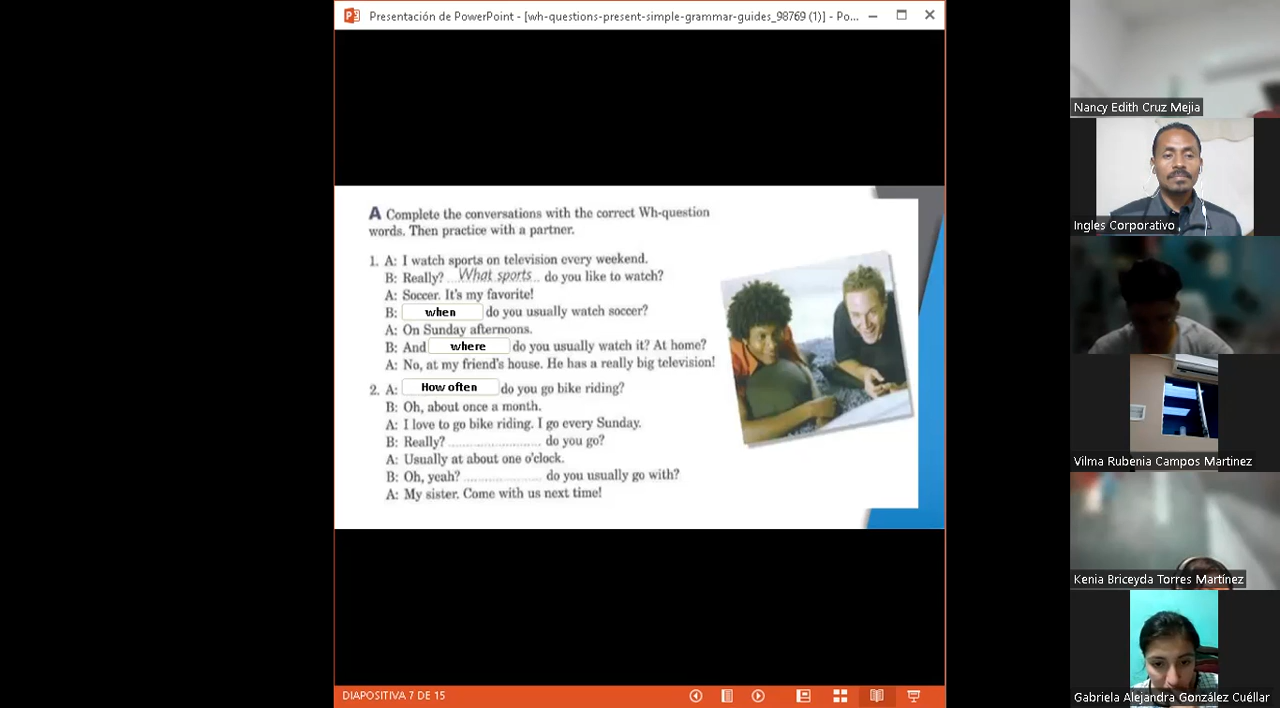 Presentación de PowerPoint - [wh-questions-present-simple-grammar-guides_98769 (1)] - Po...
A Complete the conversations with the correct Wh-question
words. Then practice with a partner.
1. A: I watch sports on television every weekend.
B: Really? What sports do you like to watch?
A: Soccer. It's my favorite!
B: when do you usually watch soccer?
A: On Sunday afternoons.
B: And where do you usually watch it? At home?
A: No, at my friend's house. He has a really big television!
2. A: How often do you go bike riding?
B: Oh, about once a month.
A: I love to go bike riding. I go every Sunday.
B: Really? .................... do you go?
A: Usually at about one o'clock.
B: Oh, yeah? .................... do you usually go with?
A: My sister. Come with us next time!
DIAPOSITIVA 7 DE 15
Nancy Edith Cruz Mejia
Ingles Corporativo
Vilma Rubenia Campos Martinez
Kenia Briceyda Torres Martínez
Gabriela Alejandra González Cuéllar